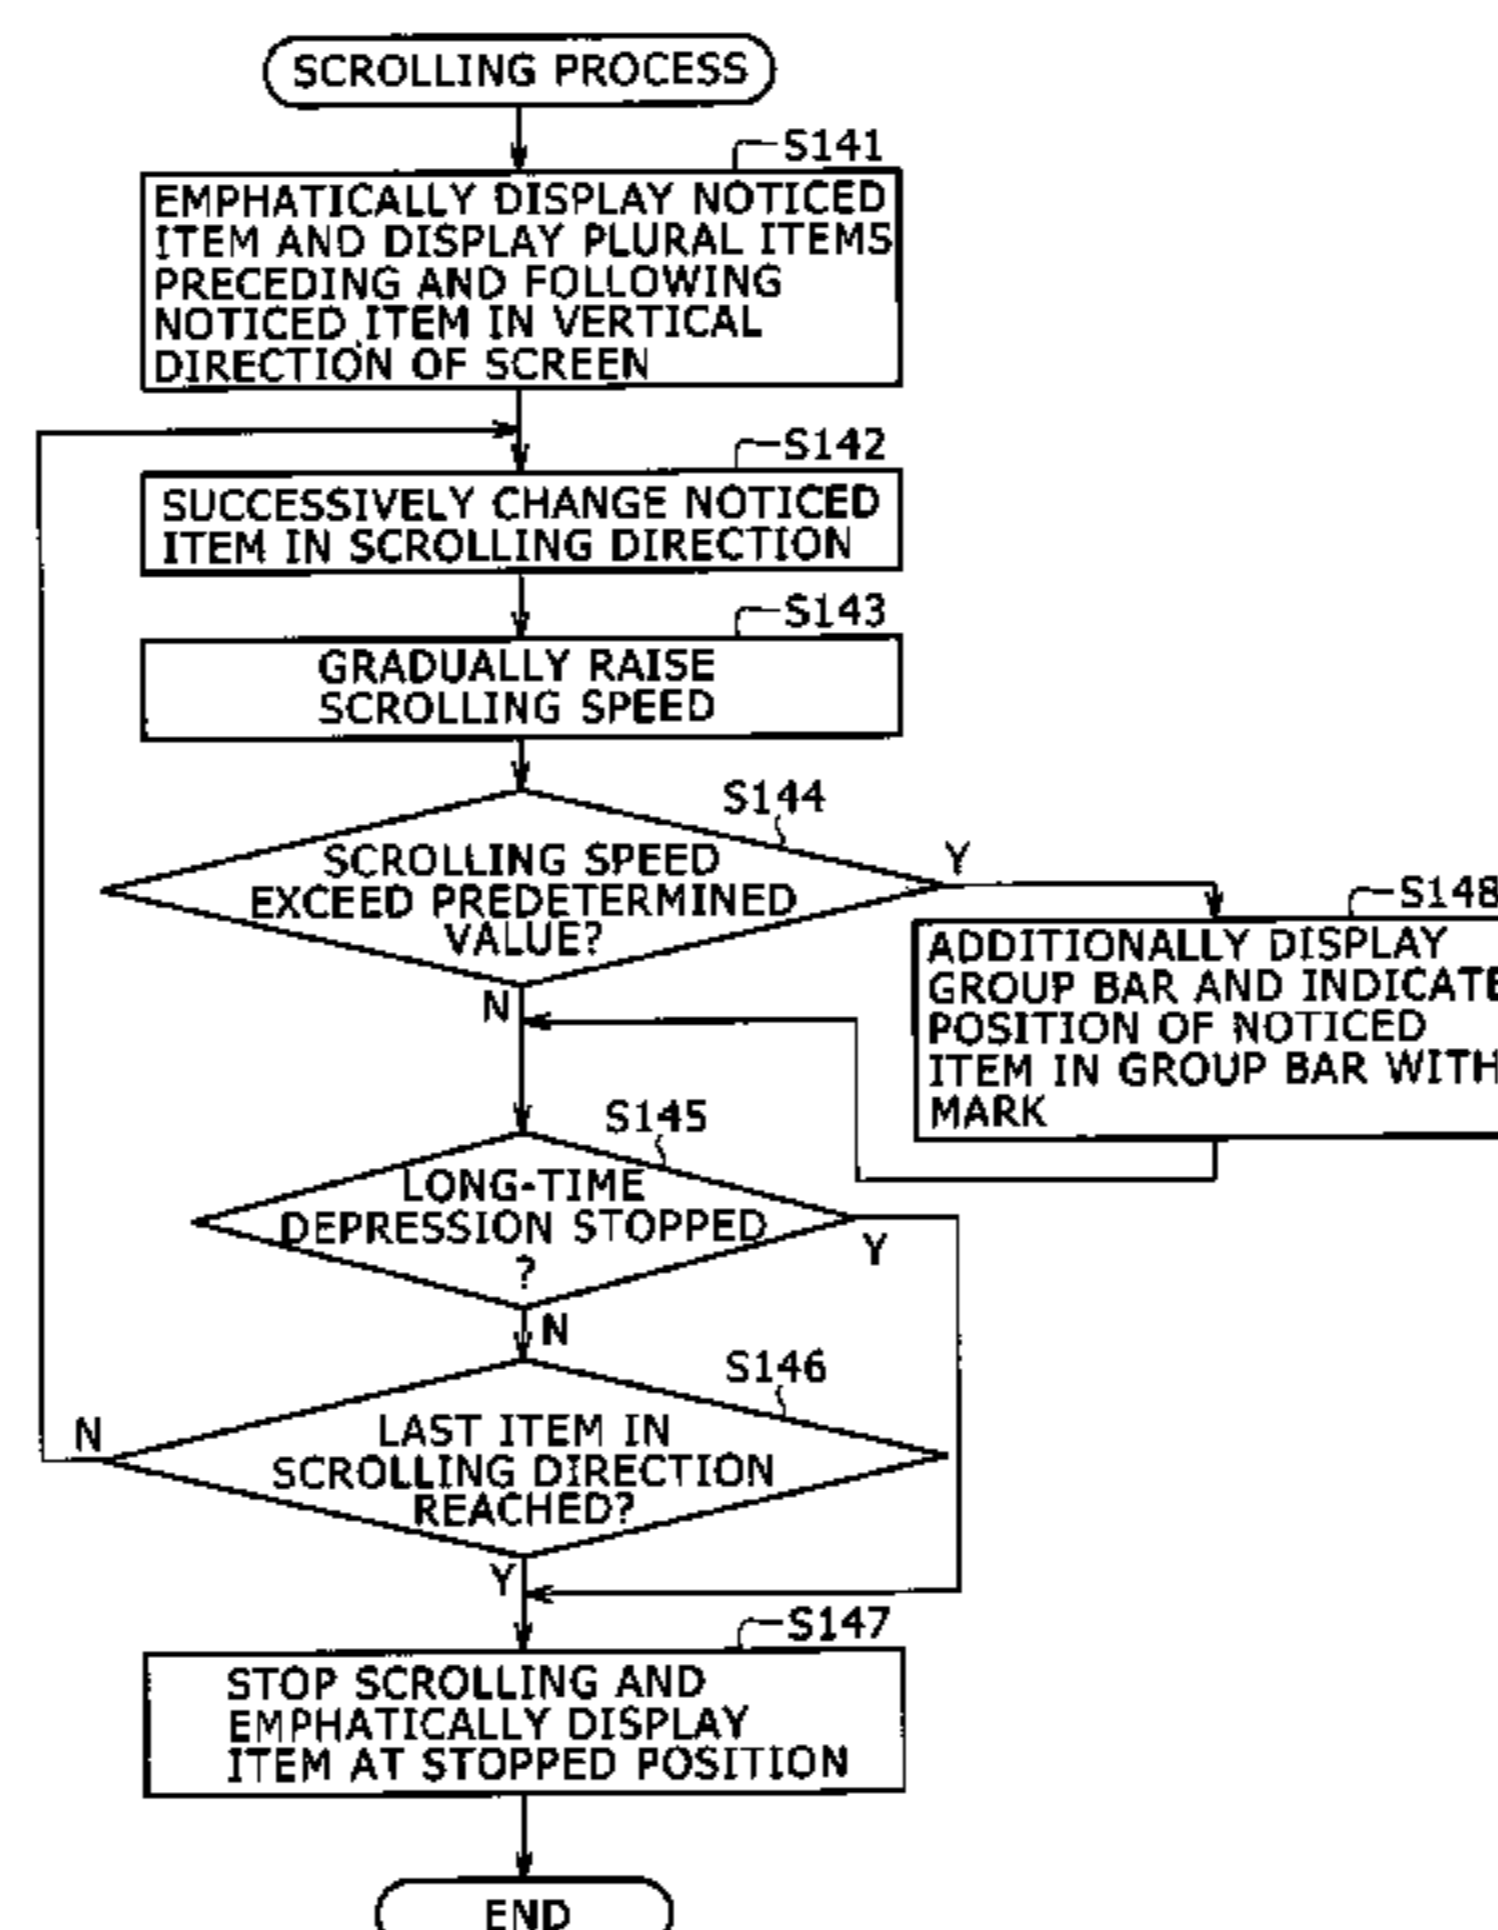 SCROLLING PROCESS
S141
EMPHATICALLY DISPLAY NOTICED
ITEM AND DISPLAY PLURAL ITEMS
PRECEDING AND FOLLOWING
NOTICED ITEM IN VERTICAL
DIRECTION OF SCREEN
S142
SUCCESSIVELY CHANGE NOTICED
ITEM IN SCROLLING DIRECTION
S143
GRADUALLY RAISE
SCROLLING SPEED
S144
SCROLLING SPEED
EXCEED PREDETERMINED
VALUE?
Y
N
S148
ADDITIONALLY DISPLAY
GROUP BAR AND INDICATE
POSITION OF NOTICED
ITEM IN GROUP BAR WITH
MARK
S145
LONG-TIME
DEPRESSION STOPPED
?
Y
N
S146
LAST ITEM IN
SCROLLING DIRECTION
REACHED?
N
Y
S147
STOP SCROLLING AND
EMPHATICALLY DISPLAY
ITEM AT STOPPED POSITION
END